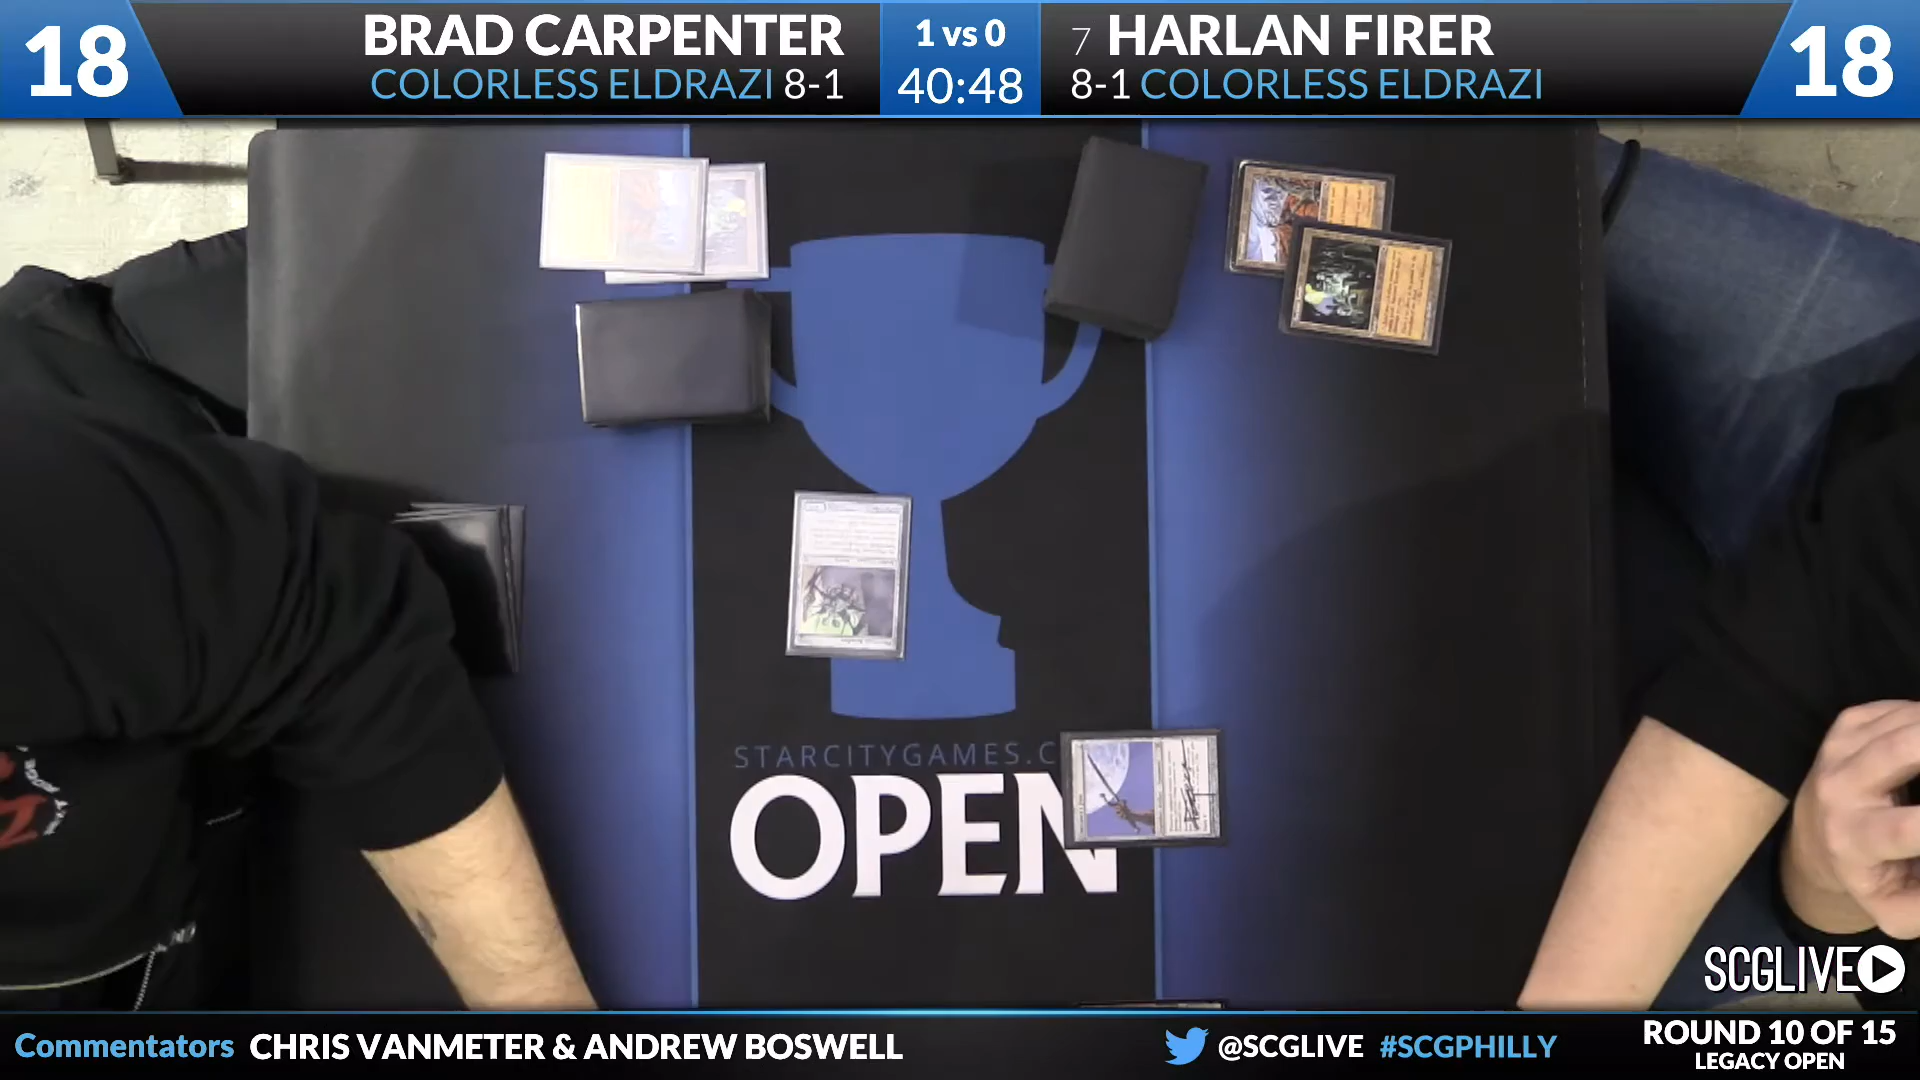 18
BRAD CARPENTER
COLORLESS ELDRAZI 8-1
1 vs 0
40:48
7 HARLAN FIRER
8-1 COLORLESS ELDRAZI
18
STARCITYGAMES.C
OPEN
SCGLIVE
Commentators CHRIS VANMETER & ANDREW BOSWELL
@SCGLIVE #SCGPHILLY
ROUND 10 OF 15
LEGACY OPEN